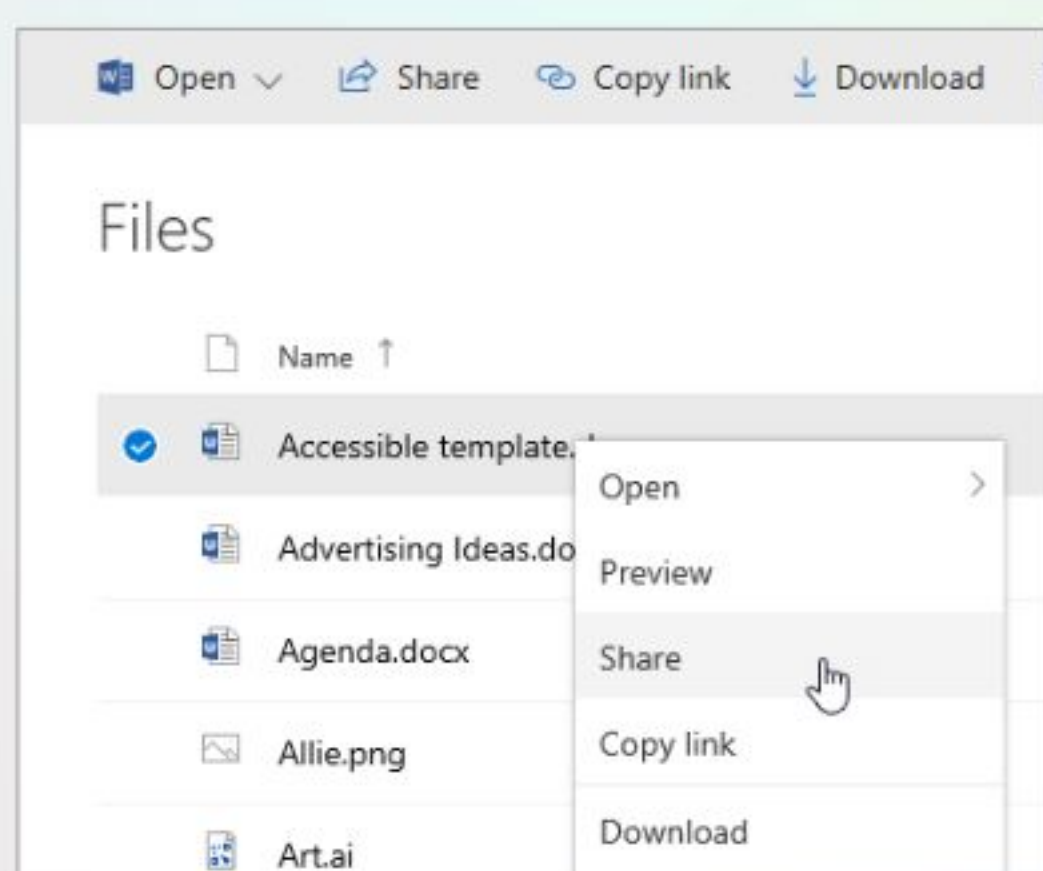 Open Share Copy link Download
Files
Name
Accessible template.
Open
Advertising Ideas.do
Preview
Agenda.docx
Share
Allie.png
Copy link
Art.ai
Download